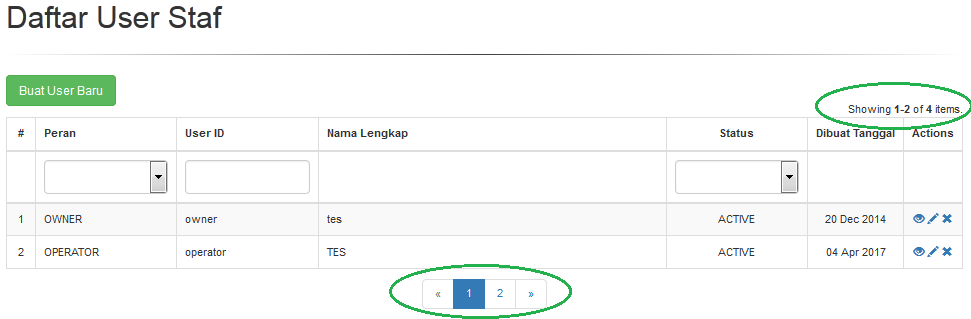 Daftar User Staf
Buat User Baru
Showing 1-2 of 4 items.
# Peran User ID Nama Lengkap Status Dibuat Tanggal Actions
1 OWNER owner tes ACTIVE 20 Dec 2014
2 OPERATOR operator TES ACTIVE 04 Apr 2017
« 1 2 »